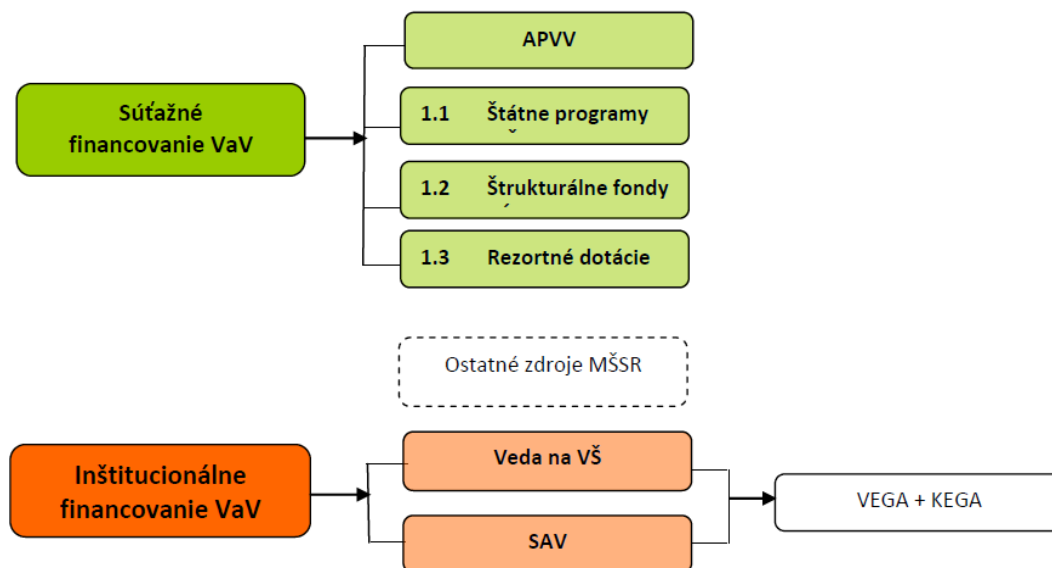 APVV
Súťažné
financovanie VaV
1.1 Štátne programy
1.2 Štrukturálne fondy
1.3 Rezortné dotácie
Ostatné zdroje MŠSR
Inštitucionálne
financovanie VaV
Veda na VŠ
SAV
VEGA + KEGA